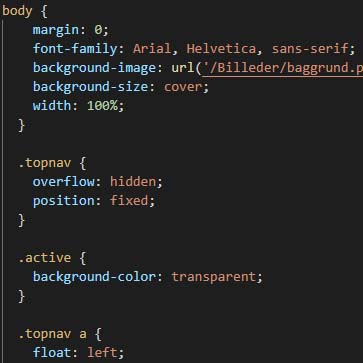 body {
margin: 0;
font-family: Arial, Helvetica, sans-serif;
background-image: url('/Billeder/baggrund.p
background-size: cover;
width: 100%;
}
.topnav {
overflow: hidden;
position: fixed;
}
.active {
background-color: transparent;
}
.topnav a {
float: left;